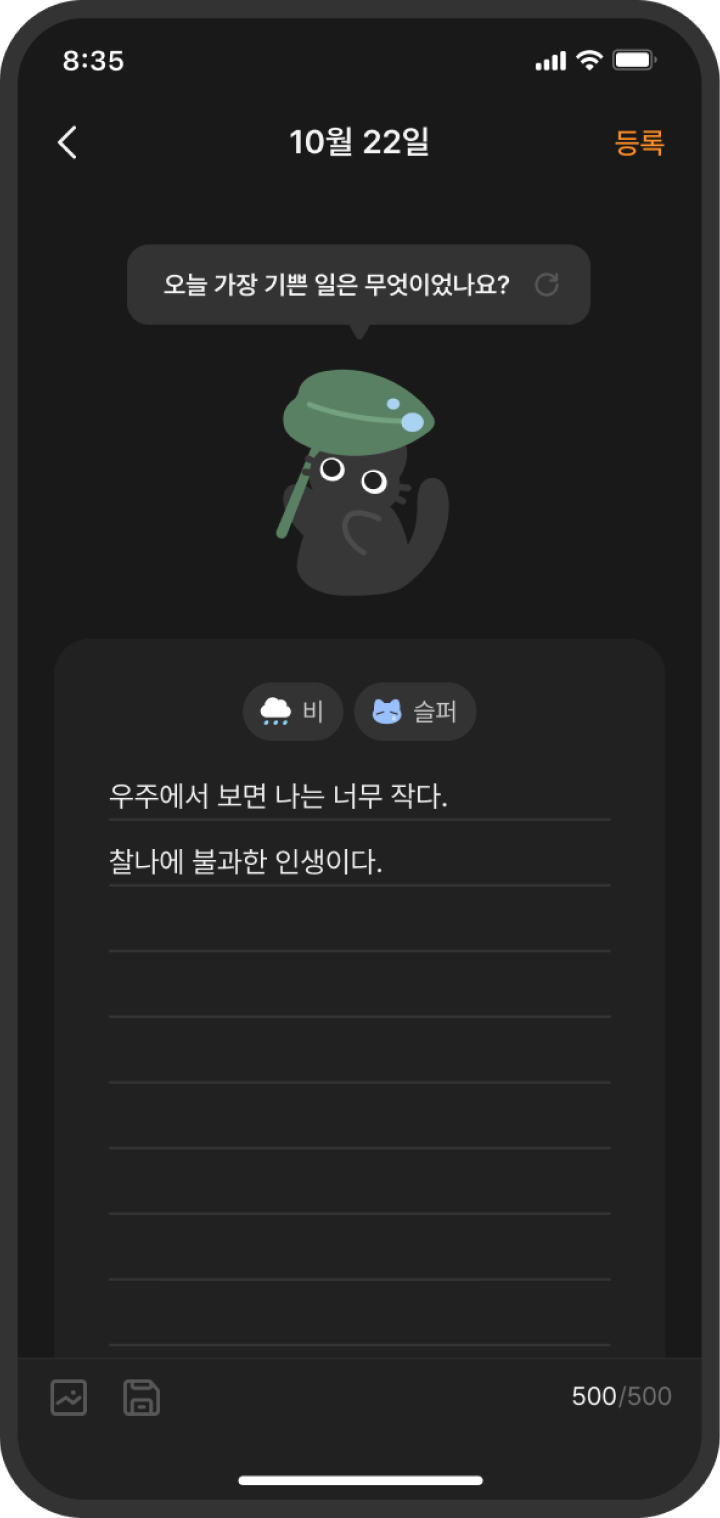 8:35
10월 22일
등록
오늘 가장 기쁜 일은 무엇이었나요?
비
슬퍼
우주에서 보면 나는 너무 작다.
찰나에 불과한 인생이다.
500/500